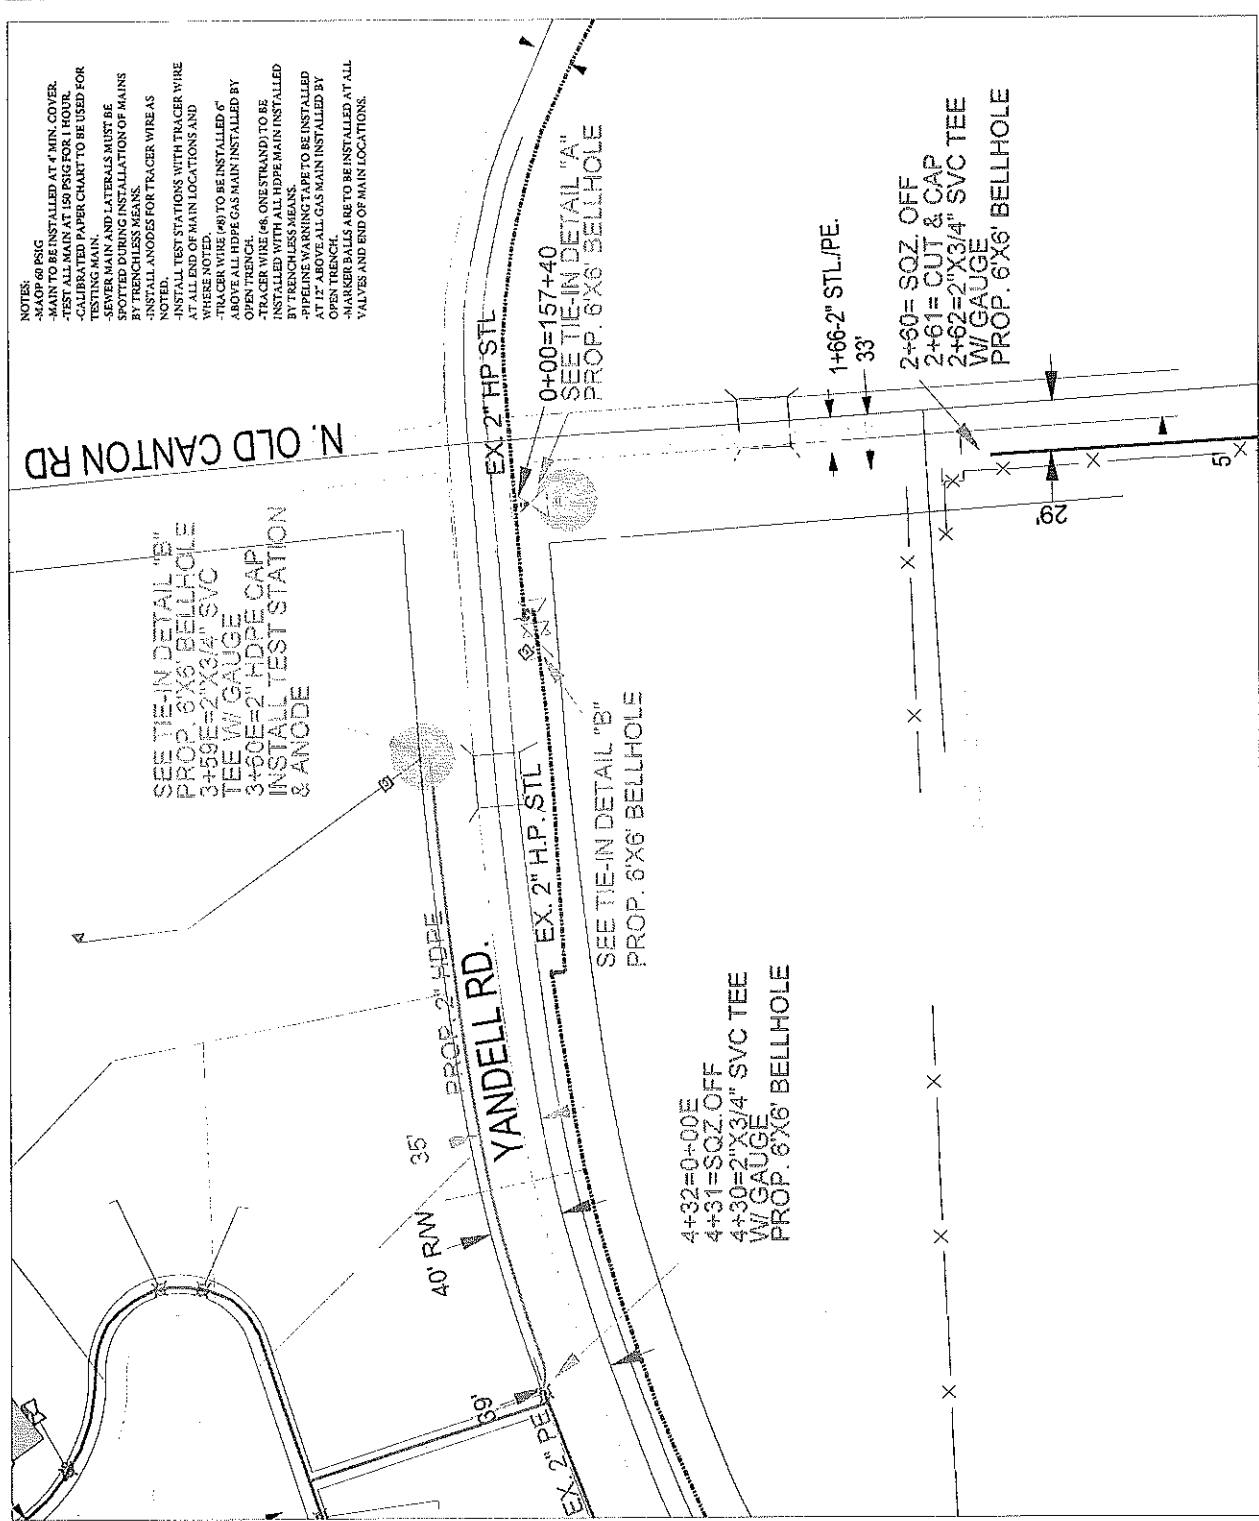 NOTES:
-MAOP 60 PSIG
-MAIN TO BE INSTALLED AT 4' MIN. COVER.
-TEST ALL MAIN AT 150 PSIG FOR 1 HOUR.
-CALIBRATED PAPER CHART TO BE USED FOR
TESTING MAIN.
-SEWER MAIN AND LATERALS MUST BE
SPOTTED DURING INSTALLATION OF MAINS
BY TRENCHLESS MEANS.
-INSTALL ANODES FOR TRACER WIRE AS
NOTED.
-INSTALL TEST STATIONS WITH TRACER WIRE
AT ALL END OF MAIN LOCATIONS AND
WHERE NOTED.
-TRACER WIRE (#8) TO BE INSTALLED 6"
ABOVE ALL HDPE GAS MAIN INSTALLED BY
OPEN TRENCH.
-TRACER WIRE (#8, ONE STRAND) TO BE
INSTALLED WITH ALL HDPE MAIN INSTALLED
BY TRENCHLESS MEANS.
-PIPELINE WARNING TAPE TO BE INSTALLED
AT 12" ABOVE ALL GAS MAIN INSTALLED BY
OPEN TRENCH.
-MARKER BALLS ARE TO BE INSTALLED AT ALL
VALVES AND END OF MAIN LOCATIONS.
N. OLD CANTON RD
SEE TIE-IN DETAIL "B"
PROP. 6'X6' BELLHOLE
3+59E=2"X3/4" SVC
TEE W/ GAUGE
3+60E=2" HDPE CAP
INSTALL TEST STATION
& ANODE
EX. 2" HP STL
0+00=157+40
SEE TIE-IN DETAIL "A"
PROP. 6'X6' BELLHOLE
1+66-2" STL/PE.
33'
2+60= SQZ. OFF
2+61= CUT & CAP
2+62=2"X3/4" SVC TEE
W/ GAUGE
PROP. 6'X6' BELLHOLE
29'
5'
PROP. 2" HDPE
YANDELL RD.
EX. 2" H.P. STL
SEE TIE-IN DETAIL "B"
PROP. 6'X6' BELLHOLE
35'
40' R/W
4+32=0+00E
4+31=SQZ.OFF
4+30=2"X3/4" SVC TEE
W/ GAUGE
PROP. 6'X6' BELLHOLE
39'
EX. 2" PE